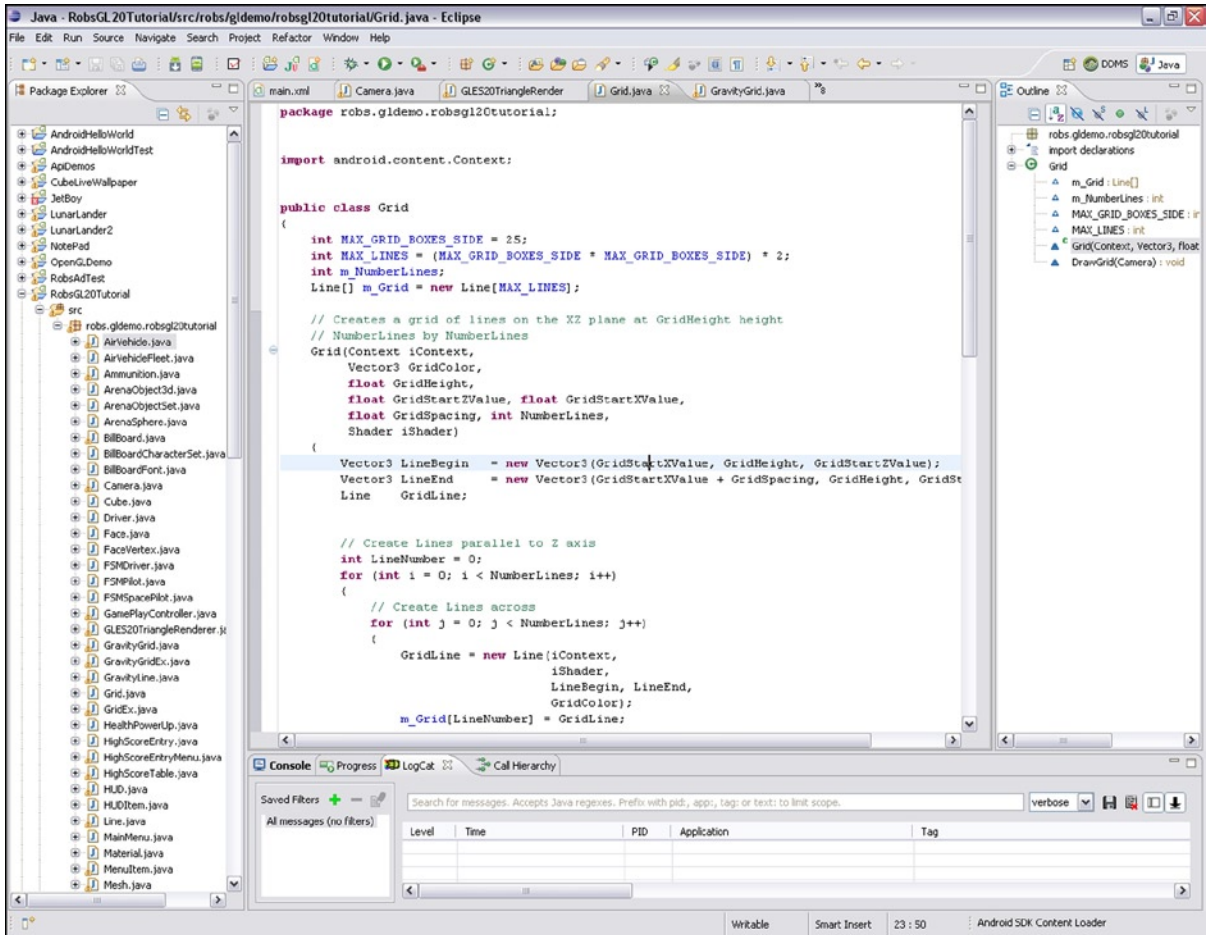 Java - RobsGL20Tutorial/src/robs/gldemo/robsgl20tutorial/Grid.java - Eclipse
File Edit Run Source Navigate Search Project Refactor Window Help
DDMS Java
Package Explorer
AndroidHelloWorld
AndroidHelloWorldTest
ApiDemos
CubeLiveWallpaper
JetBoy
LunarLander
LunarLander2
NotePad
OpenGLDemo
RobsAdTest
RobsGL20Tutorial
src
robs.gldemo.robsgl20tutorial
AirVehicle.java
AirVehicleFleet.java
Ammunition.java
ArenaObject3d.java
ArenaObjectSet.java
ArenaSphere.java
BillBoard.java
BillBoardCharacterSet.java
BillBoardFont.java
Camera.java
Cube.java
Driver.java
Face.java
FaceVertex.java
FSMDriver.java
FSMPilot.java
FSMSpacePilot.java
GamePlayController.java
GLES20TriangleRenderer.ja
GravityGrid.java
GravityGridEx.java
GravityLine.java
Grid.java
GridEx.java
HealthPowerUp.java
HighScoreEntry.java
HighScoreEntryMenu.java
HighScoreTable.java
HUD.java
HUDItem.java
Line.java
MainMenu.java
Material.java
MenuItem.java
Mesh.java
main.xml Camera.java GLES20TriangleRender Grid.java GravityGrid.java »8
package robs.gldemo.robsgl20tutorial;
import android.content.Context;
public class Grid
{
int MAX_GRID_BOXES_SIDE = 25;
int MAX_LINES = (MAX_GRID_BOXES_SIDE * MAX_GRID_BOXES_SIDE) * 2;
int m_NumberLines;
Line[] m_Grid = new Line[MAX_LINES];
// Creates a grid of lines on the XZ plane at GridHeight height
// NumberLines by NumberLines
Grid(Context iContext,
Vector3 GridColor,
float GridHeight,
float GridStartZValue, float GridStartXValue,
float GridSpacing, int NumberLines,
Shader iShader)
{
Vector3 LineBegin = new Vector3(GridStartXValue, GridHeight, GridStartZValue);
Vector3 LineEnd = new Vector3(GridStartXValue + GridSpacing, GridHeight, GridSt
Line GridLine;
// Create Lines parallel to Z axis
int LineNumber = 0;
for (int i = 0; i < NumberLines; i++)
{
// Create Lines across
for (int j = 0; j < NumberLines; j++)
{
GridLine = new Line(iContext,
iShader,
LineBegin, LineEnd,
GridColor);
m_Grid[LineNumber] = GridLine;
Outline
robs.gldemo.robsgl20tutorial
import declarations
Grid
m_Grid : Line[]
m_NumberLines : int
MAX_GRID_BOXES_SIDE : ir
MAX_LINES : int
Grid(Context, Vector3, float
DrawGrid(Camera) : void
Console Progress LogCat Call Hierarchy
Saved Filters
All messages (no filters)
Search for messages. Accepts Java regexes. Prefix with pid:, app:, tag: or text: to limit scope.
verbose
Level Time PID Application Tag
Writable Smart Insert 23 : 50 Android SDK Content Loader